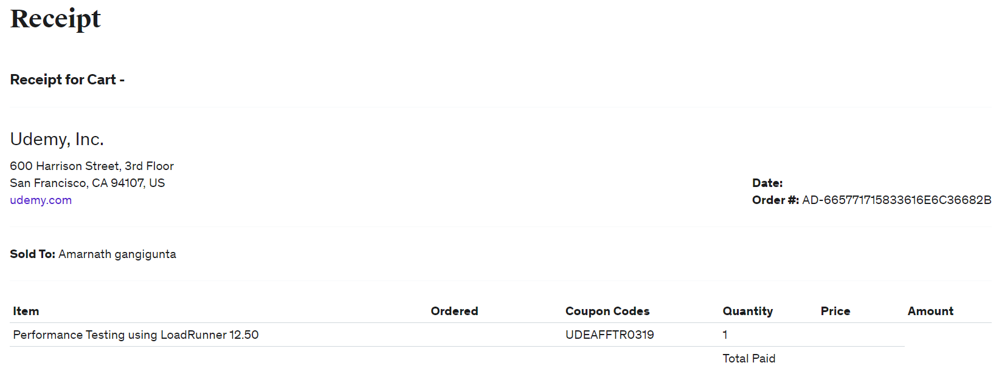 Receipt
Receipt for Cart -
Udemy, Inc.
600 Harrison Street, 3rd Floor
San Francisco, CA 94107, US
udemy.com
Date:
Order #: AD-665771715833616E6C36682B
Sold To: Amarnath gangigunta
Item Ordered Coupon Codes Quantity Price Amount
Performance Testing using LoadRunner 12.50 UDEAFFTR0319 1
Total Paid